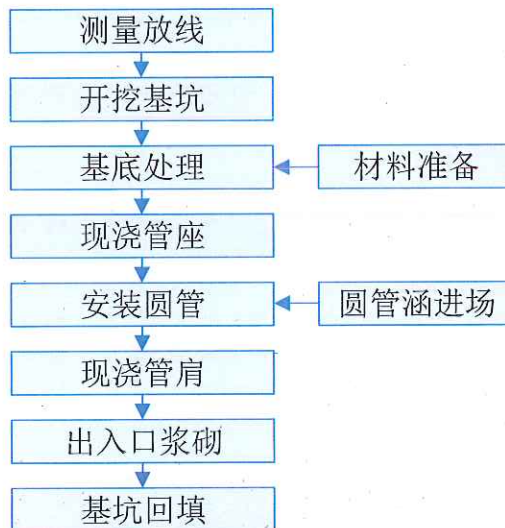 测量放线
开挖基坑
基底处理
材料准备
现浇管座
安装圆管
圆管涵进场
现浇管肩
出入口浆砌
基坑回填